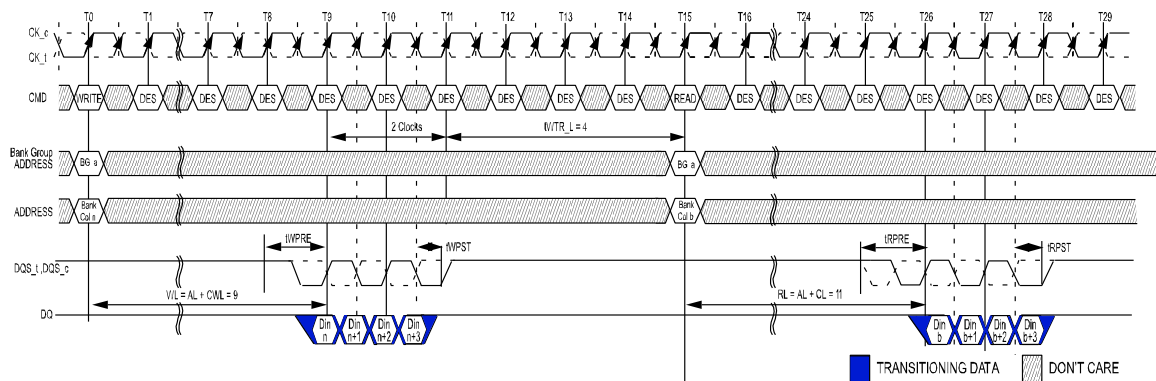 T0 T1 T7 T8 T9 T10 T11 T12 T13 T14 T15 T16 T24 T25 T26 T27 T28 T29
CK_c
CK_t
CMD WRITE DES DES DES DES DES DES DES DES DES READ DES DES DES DES DES DES DES
2 Clocks tWTR_L = 4
Bank Group
ADDRESS BG a BG a
ADDRESS Bank
Col n Bank
Col b
tWPRE tWPST tRPRE tRPST
DQS_t ,DQS_c
WL = AL + CWL = 9 RL = AL + CL = 11
DQ Din
n Din
n+1 Din
n+2 Din
n+3 Din
b Din
b+1 Din
b+2 Din
b+3
TRANSITIONING DATA DON'T CARE